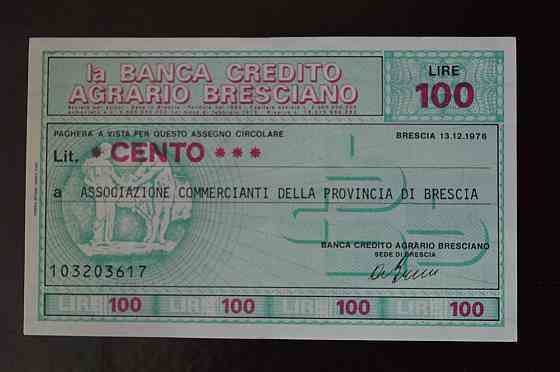 la BANCA CREDITO
AGRARIO BRESCIANO
LIRE
100
PAGHERÀ A VISTA PER QUESTO ASSEGNO CIRCOLARE
BRESCIA 13.12.1976
Lit. * CENTO ***
a ASSOCIAZIONE COMMERCIANTI DELLA PROVINCIA DI BRESCIA
BANCA CREDITO AGRARIO BRESCIANO
SEDE DI BRESCIA
103203617
LIRE 100 LIRE 100 LIRE 100 LIRE 100